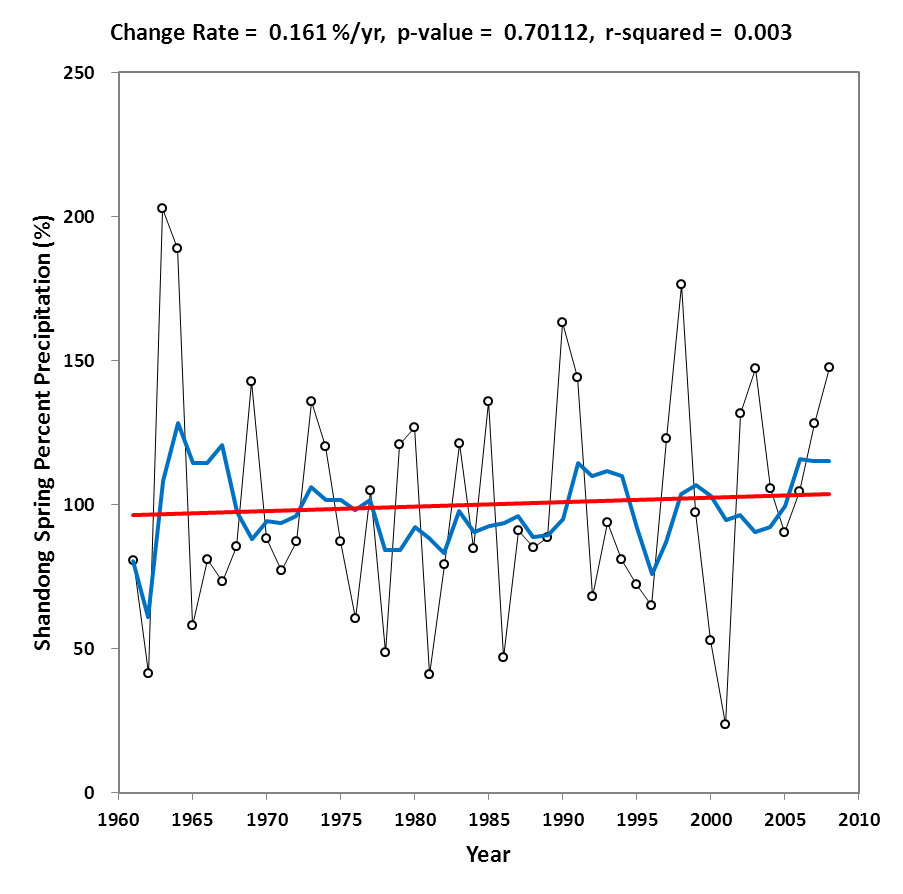 Change Rate = 0.161 %/yr, p-value = 0.70112, r-squared = 0.003
250
200
150
100
50
0
Shandong Spring Percent Precipitation (%)
1960 1965 1970 1975 1980 1985 1990 1995 2000 2005 2010
Year